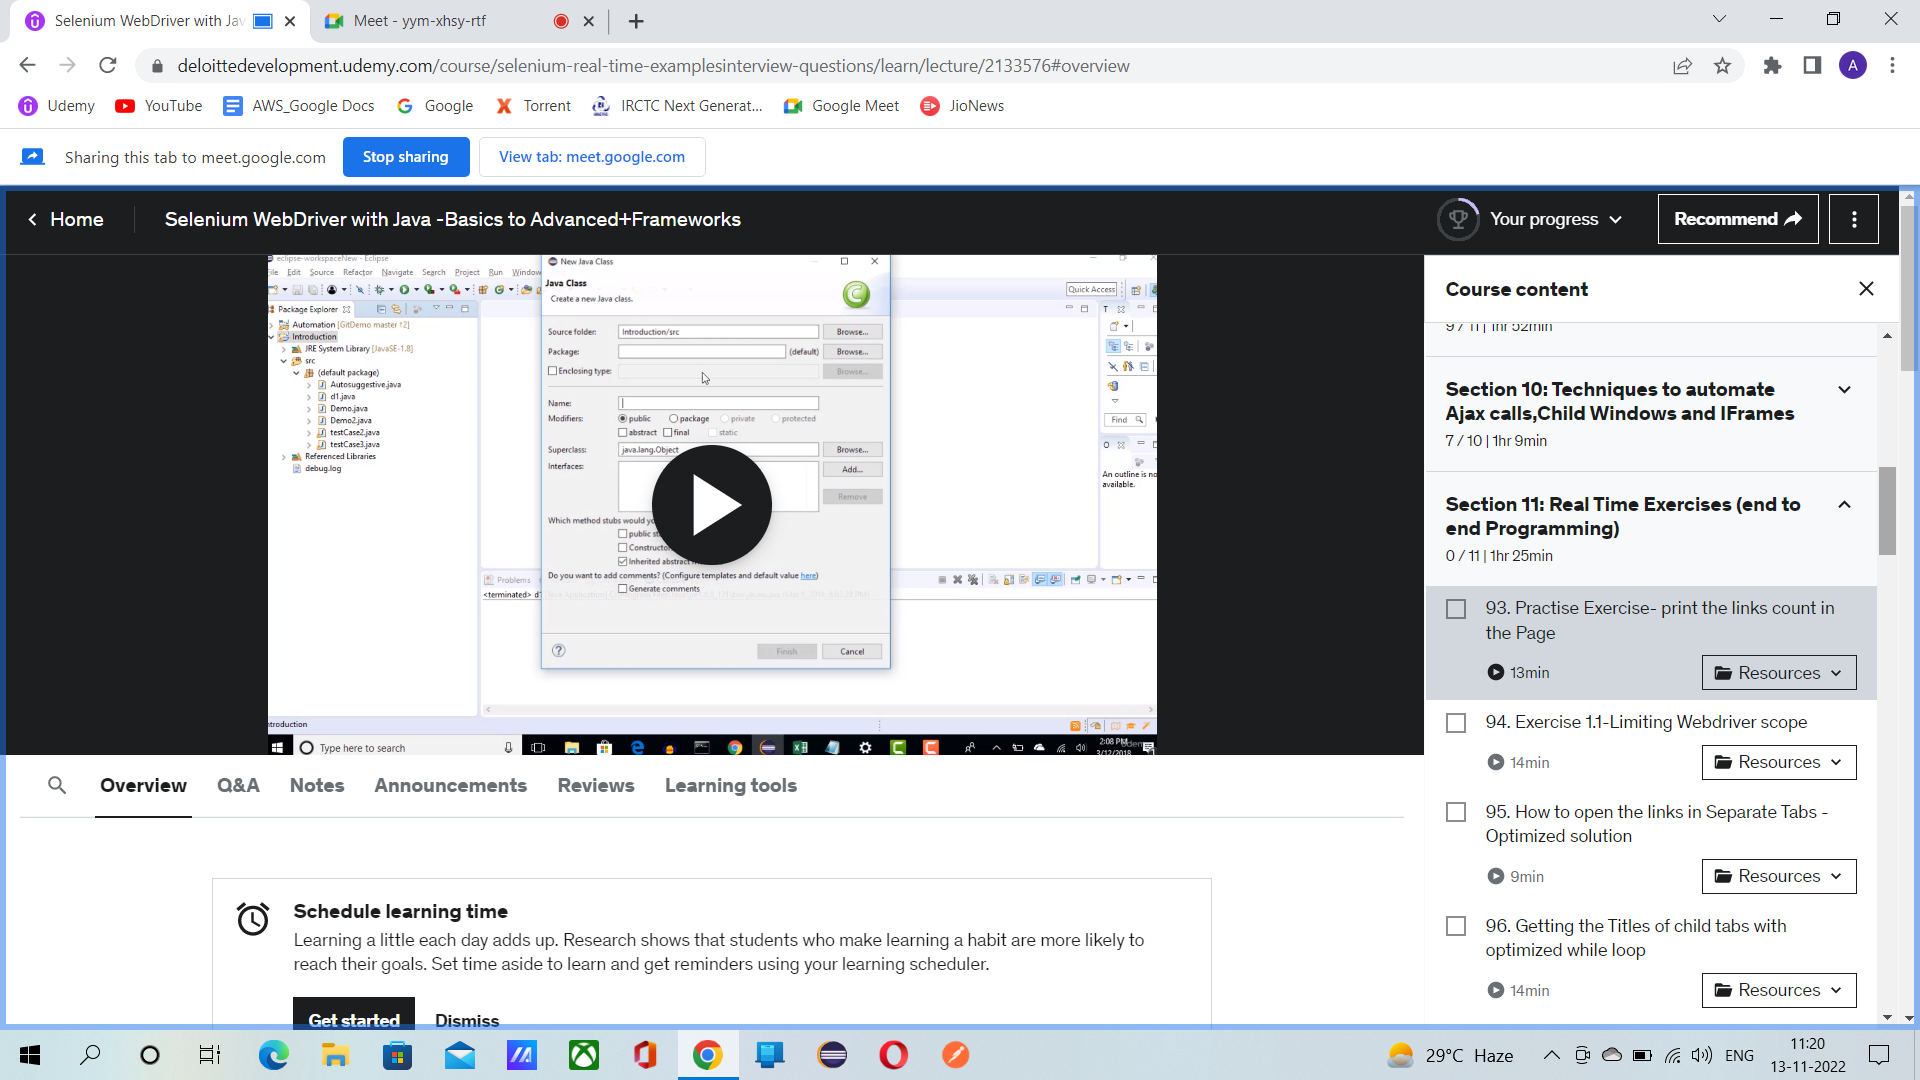 Selenium WebDriver with Jav
Meet - yym-xhsy-rtf
deloittedevelopment.udemy.com/course/selenium-real-time-examplesinterview-questions/learn/lecture/2133576#overview
A
Udemy YouTube AWS_Google Docs Google Torrent IRCTC Next Generat... Google Meet JioNews
Sharing this tab to meet.google.com Stop sharing View tab: meet.google.com
Home Selenium WebDriver with Java -Basics to Advanced+Frameworks Your progress Recommend
eclipse-workspaceNew - Eclipse
File Edit Source Refactor Navigate Search Project Run Window
Quick Access
Package Explorer
Automation [GitDemo master ↑2]
Introduction
JRE System Library [JavaSE-1.8]
src
(default package)
Autosuggestive.java
d1.java
Demo.java
Demo2.java
testCase2.java
testCase3.java
Referenced Libraries
debug.log
New Java Class
Java Class
Create a new Java class.
Source folder: Introduction/src Browse...
Package: (default) Browse...
Enclosing type: Browse...
Name:
Modifiers: public package private protected
abstract final static
Superclass: java.lang.Object Browse...
Interfaces: Add...
Remove
Which method stubs would yo
public st
Constructo
Inherited abstract
Do you want to add comments? (Configure templates and default value here)
Generate comments
Finish Cancel
Find
An outline is no
available.
Problems
<terminated> d
ntroduction
Type here to search
2:08 PM
3/12/2018
Overview Q&A Notes Announcements Reviews Learning tools
Schedule learning time
Learning a little each day adds up. Research shows that students who make learning a habit are more likely to
reach their goals. Set time aside to learn and get reminders using your learning scheduler.
Get started Dismiss
Course content
9 / 11 | 1hr 52min
Section 10: Techniques to automate
Ajax calls,Child Windows and IFrames
7 / 10 | 1hr 9min
Section 11: Real Time Exercises (end to
end Programming)
0 / 11 | 1hr 25min
93. Practise Exercise- print the links count in
the Page
13min Resources
94. Exercise 1.1-Limiting Webdriver scope
14min Resources
95. How to open the links in Separate Tabs -
Optimized solution
9min Resources
96. Getting the Titles of child tabs with
optimized while loop
14min Resources
29°C Haze ENG 11:20
13-11-2022